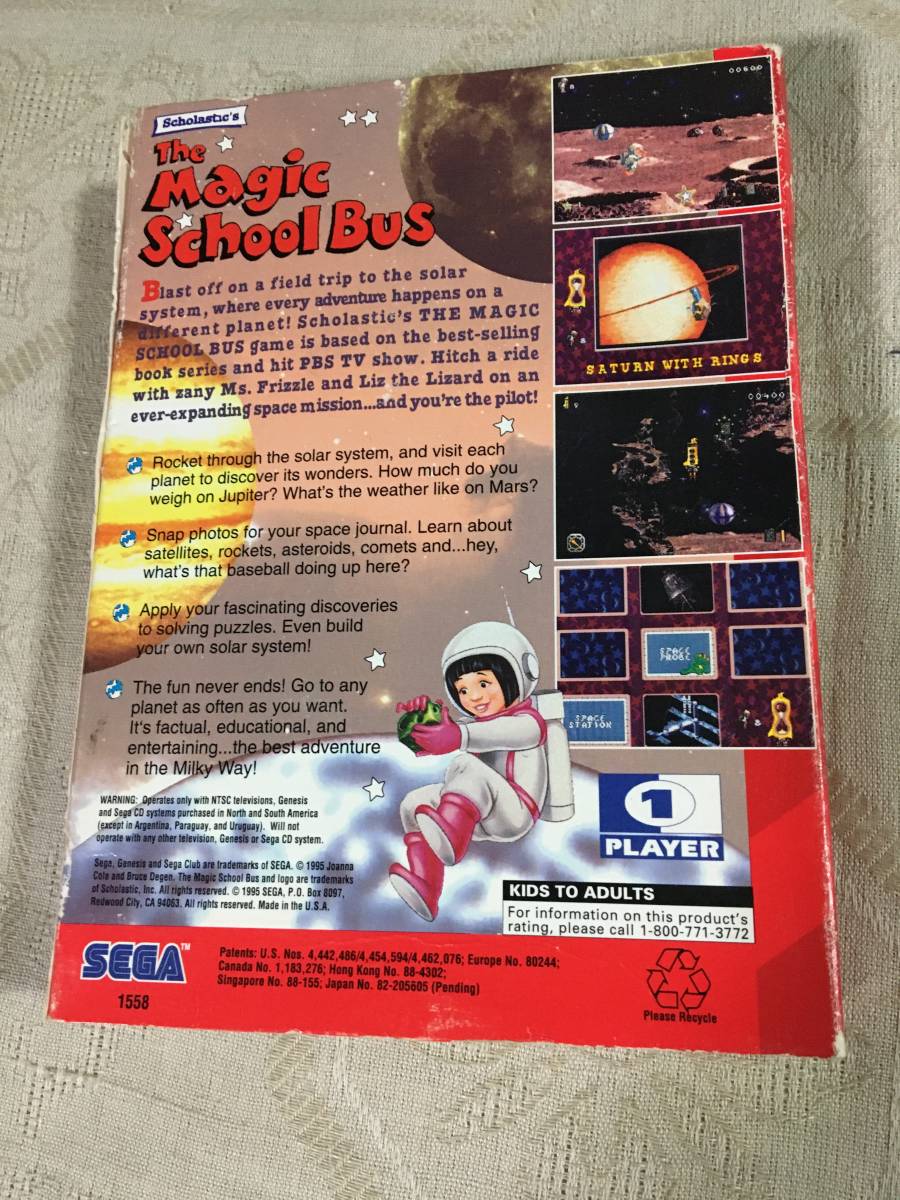 Scholastic's
The
Magic
School Bus
Blast off on a field trip to the solar
system, where every adventure happens on a
different planet! Scholastic's THE MAGIC
SCHOOL BUS game is based on the best-selling
book series and hit PBS TV show. Hitch a ride
with zany Ms. Frizzle and Liz the Lizard on an
ever-expanding space mission...and you're the pilot!
Rocket through the solar system, and visit each
planet to discover its wonders. How much do you
weigh on Jupiter? What's the weather like on Mars?
Snap photos for your space journal. Learn about
satellites, rockets, asteroids, comets and...hey,
what's that baseball doing up here?
Apply your fascinating discoveries
to solving puzzles. Even build
your own solar system!
The fun never ends! Go to any
planet as often as you want.
It's factual, educational, and
entertaining...the best adventure
in the Milky Way!
WARNING: Operates only with NTSC televisions, Genesis
and Sega CD systems purchased in North and South America
(except in Argentina, Paraguay, and Uruguay). Will not
operate with any other television, Genesis or Sega CD system.
Sega, Genesis and Sega Club are trademarks of SEGA. © 1995 Joanna
Cole and Bruce Degen. The Magic School Bus and logo are trademarks
of Scholastic, Inc. All rights reserved. © 1995 SEGA, P.O. Box 8097,
Redwood City, CA 94063. All rights reserved. Made in the U.S.A.
00600
SATURN WITH RINGS
00400
SPACE
PROBE
SPACE
STATION
1
PLAYER
KIDS TO ADULTS
For information on this product's
rating, please call 1-800-771-3772
SEGA™
1558
Patents: U.S. Nos. 4,442,486/4,454,594/4,462,076; Europe No. 80244;
Canada No. 1,183,276; Hong Kong No. 88-4302;
Singapore No. 88-155; Japan No. 82-205605 (Pending)
Please Recycle